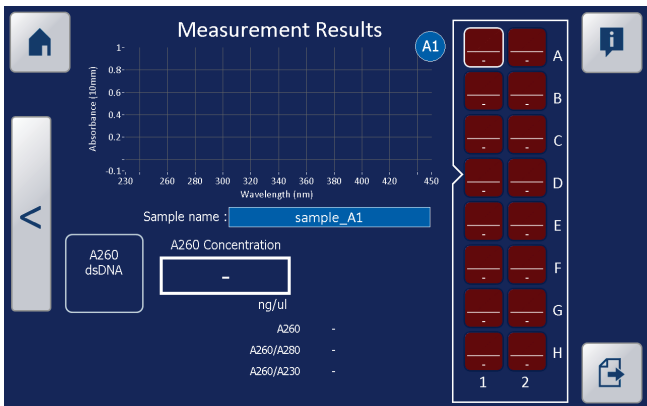 Measurement Results
A1
1-
0.8-
0.6-
0.4-
0.2-
-0.1-
Absorbance (10mm)
230 260 280 300 320 340 360 380 400 420 450
Wavelength (nm)
Sample name : sample_A1
A260
dsDNA
A260 Concentration
-
ng/ul
A260 -
A260/A280 -
A260/A230 -
<
- - A
- - B
- - C
- - D
- - E
- - F
- - G
- - H
1 2
i